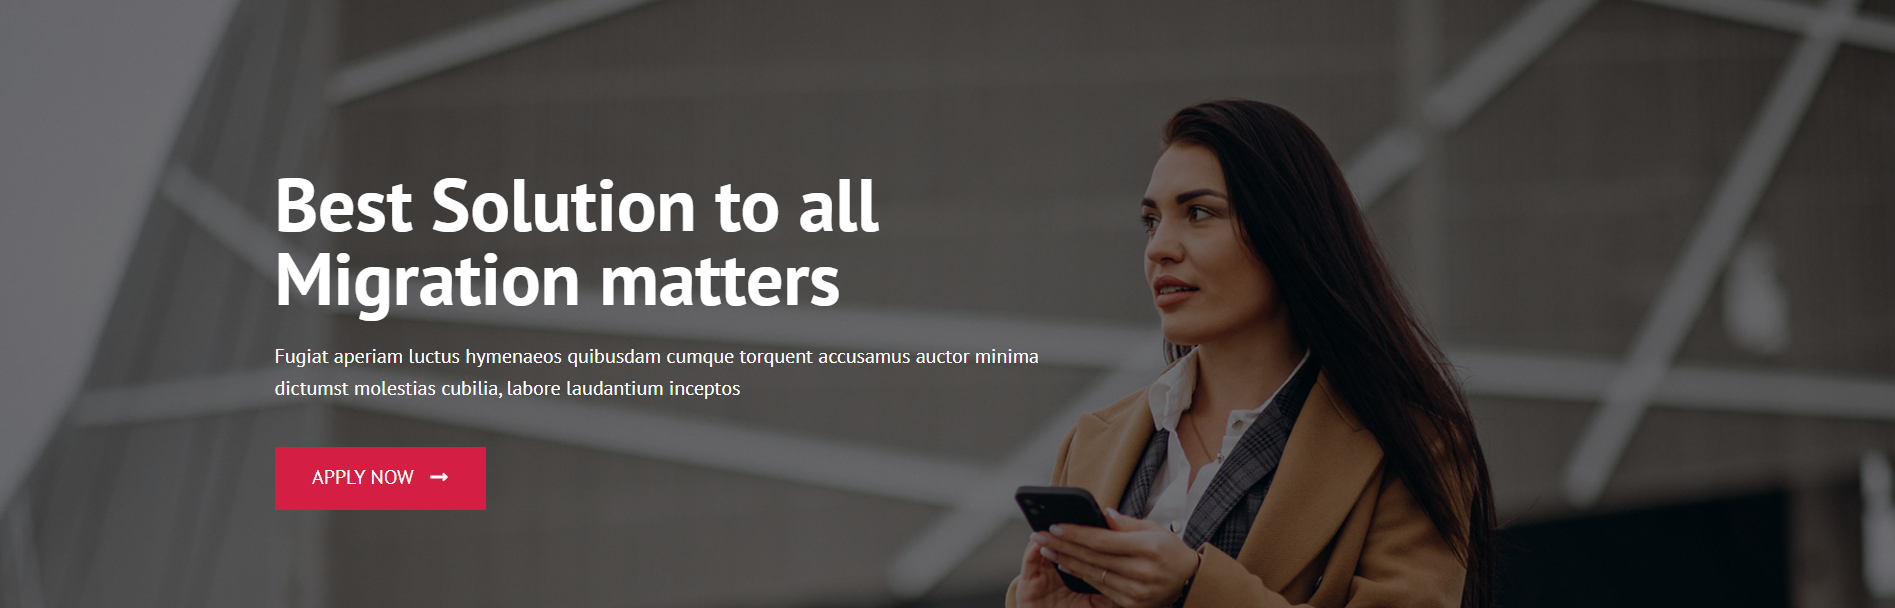 Best Solution to all
Migration matters
Fugiat aperiam luctus hymenaeos quibusdam cumque torquent accusamus auctor minima
dictumst molestias cubilia, labore laudantium inceptos
APPLY NOW